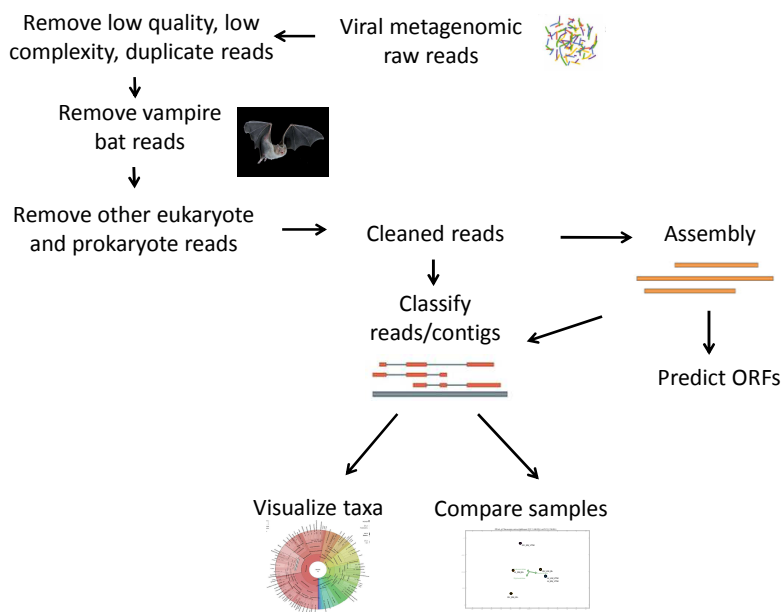 Remove low quality, low
complexity, duplicate reads
Viral metagenomic
raw reads
Remove vampire
bat reads
Remove other eukaryote
and prokaryote reads
Cleaned reads
Assembly
Classify
reads/contigs
Predict ORFs
Visualize taxa
Compare samples